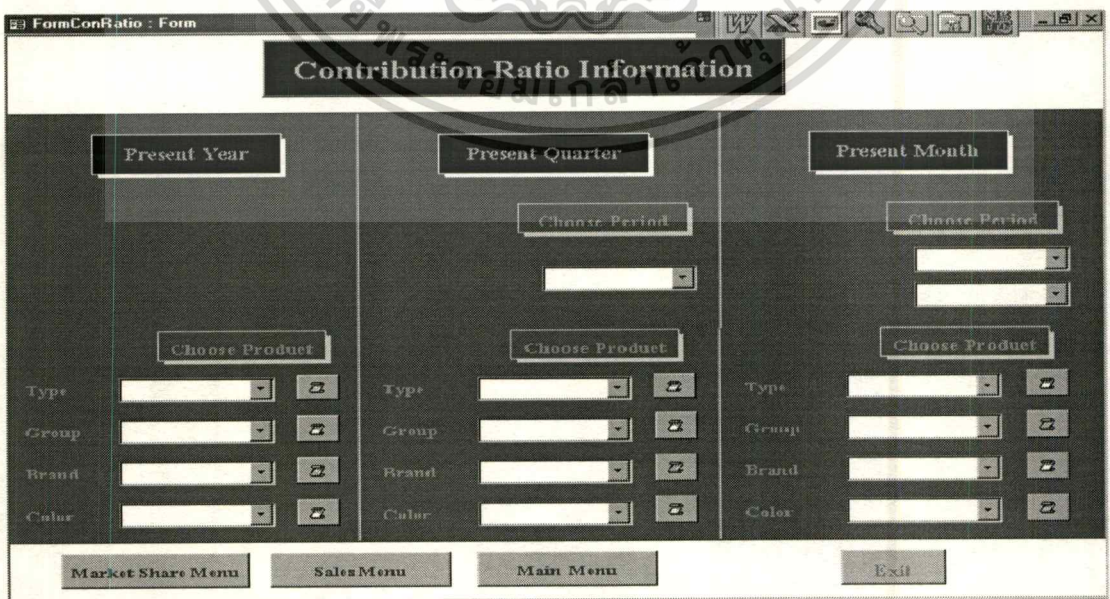 FormConRatio : Form
Contribution Ratio Information
Present Year
Present Quarter
Present Month
Choose Period
Choose Period
Choose Product
Choose Product
Choose Product
Type
Type
Type
Group
Group
Group
Brand
Brand
Brand
Color
Color
Color
Market Share Menu
Sales Menu
Main Menu
Exit